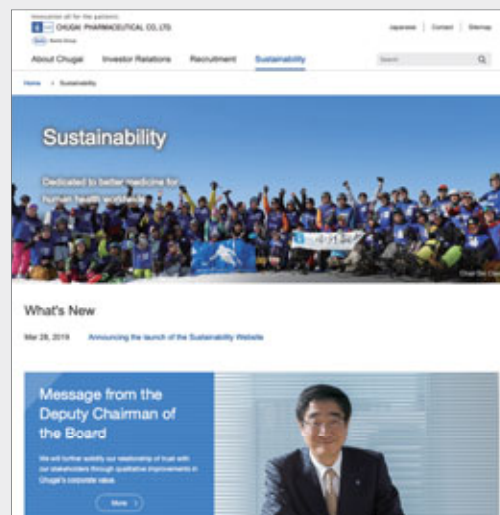 Innovation all for the patients
CHUGAI PHARMACEUTICAL CO., LTD.
Roche Roche Group
Japanese Contact Sitemap
About Chugai Investor Relations Recruitment Sustainability
Search
Home > Sustainability
Sustainability
Dedicated to better medicine for
human health worldwide
What's New
Mar 28, 2019 Announcing the launch of the Sustainability Website
Message from the
Deputy Chairman of
the Board
We will further solidify our relationship of trust with
our stakeholders through qualitative improvements in
Chugai's corporate value.
More >